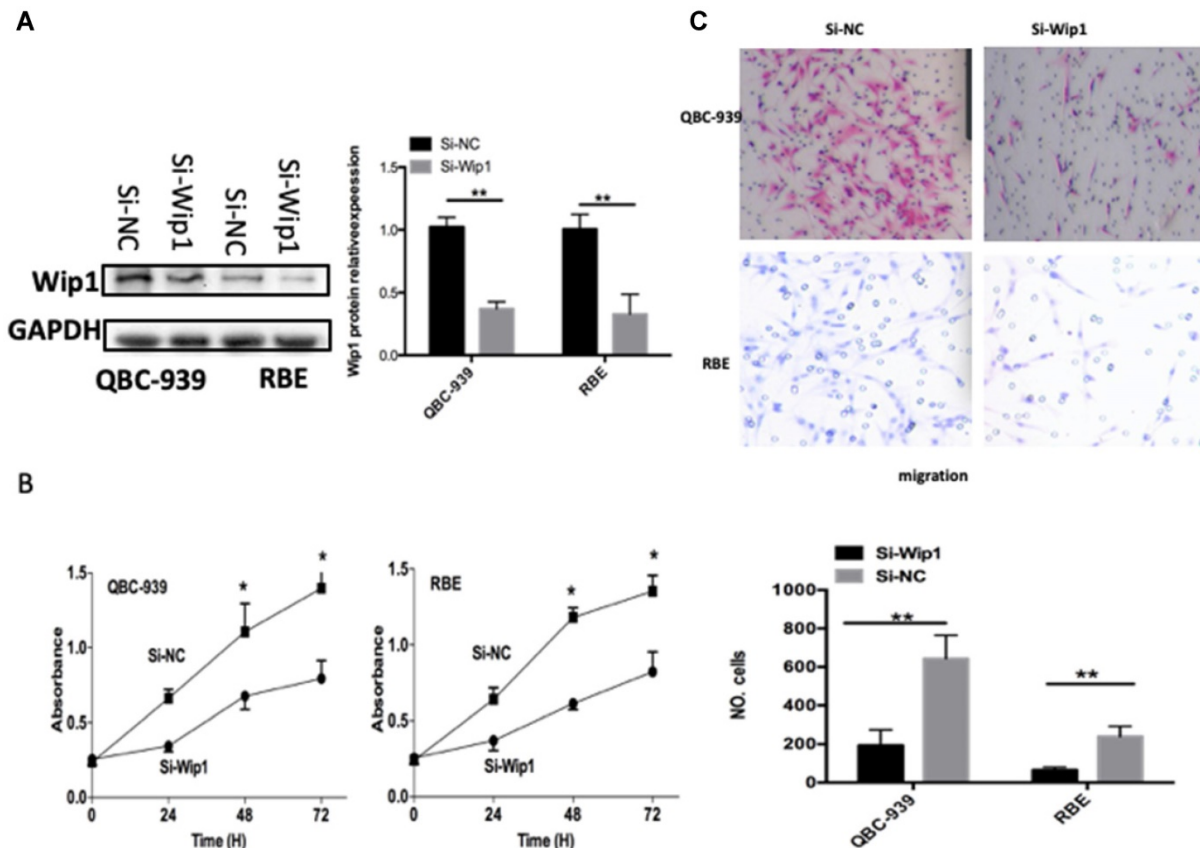 A
Si-NC
Si-Wip1
Si-NC
Si-Wip1
Wip1
GAPDH
QBC-939 RBE
Si-NC
Si-Wip1
Wip1 protein relativeexpeession
1.5
1.0
0.5
0.0
** **
QBC-939
RBE
C
Si-NC Si-Wip1
QBC-939
RBE
migration
B
QBC-939
Absorbance
1.5
1.0
0.5
0.0
* *
Si-NC
Si-Wip1
0 24 48 72
Time (H)
RBE
Absorbance
1.5
1.0
0.5
0.0
* *
Si-NC
Si-Wip1
0 24 48 72
Time (H)
Si-Wip1
Si-NC
NO. cells
1000
800
600
400
200
0
** **
QBC-939
RBE